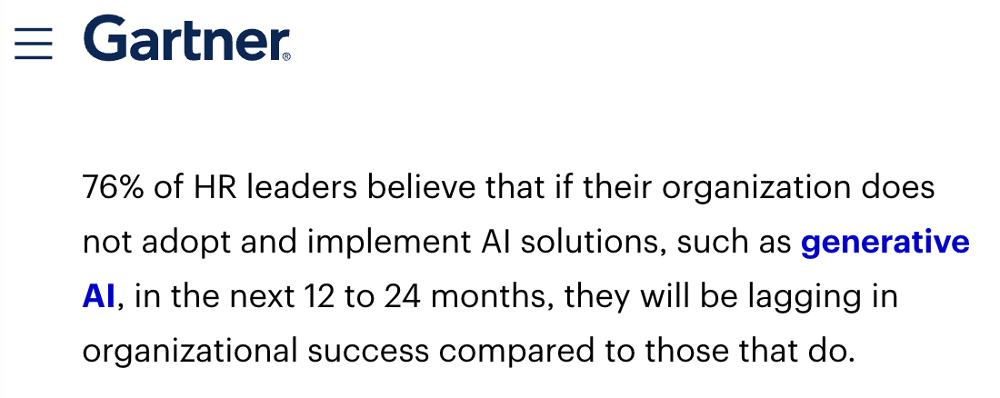 Gartner®
76% of HR leaders believe that if their organization does
not adopt and implement AI solutions, such as generative
AI, in the next 12 to 24 months, they will be lagging in
organizational success compared to those that do.